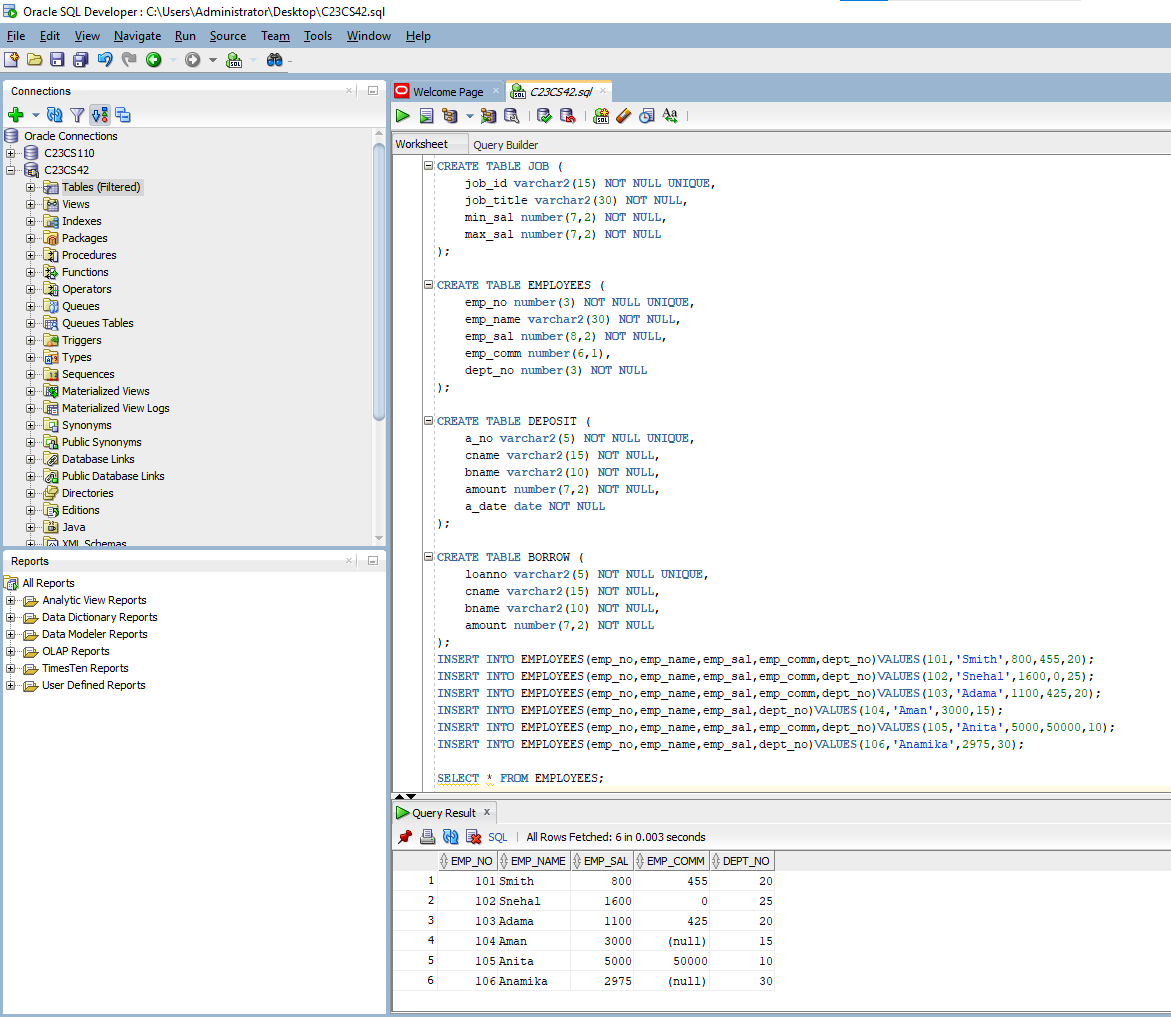 Oracle SQL Developer : C:\Users\Administrator\Desktop\C23CS42.sql
File Edit View Navigate Run Source Team Tools Window Help
Connections
Oracle Connections
C23CS110
C23CS42
Tables (Filtered)
Views
Indexes
Packages
Procedures
Functions
Operators
Queues
Queues Tables
Triggers
Types
Sequences
Materialized Views
Materialized View Logs
Synonyms
Public Synonyms
Database Links
Public Database Links
Directories
Editions
Java
XML Schemas
Reports
All Reports
Analytic View Reports
Data Dictionary Reports
Data Modeler Reports
OLAP Reports
TimesTen Reports
User Defined Reports
Welcome Page C23CS42.sql
Worksheet Query Builder
CREATE TABLE JOB (
job_id varchar2(15) NOT NULL UNIQUE,
job_title varchar2(30) NOT NULL,
min_sal number(7,2) NOT NULL,
max_sal number(7,2) NOT NULL
);
CREATE TABLE EMPLOYEES (
emp_no number(3) NOT NULL UNIQUE,
emp_name varchar2(30) NOT NULL,
emp_sal number(8,2) NOT NULL,
emp_comm number(6,1),
dept_no number(3) NOT NULL
);
CREATE TABLE DEPOSIT (
a_no varchar2(5) NOT NULL UNIQUE,
cname varchar2(15) NOT NULL,
bname varchar2(10) NOT NULL,
amount number(7,2) NOT NULL,
a_date date NOT NULL
);
CREATE TABLE BORROW (
loanno varchar2(5) NOT NULL UNIQUE,
cname varchar2(15) NOT NULL,
bname varchar2(10) NOT NULL,
amount number(7,2) NOT NULL
);
INSERT INTO EMPLOYEES(emp_no,emp_name,emp_sal,emp_comm,dept_no)VALUES(101,'Smith',800,455,20);
INSERT INTO EMPLOYEES(emp_no,emp_name,emp_sal,emp_comm,dept_no)VALUES(102,'Snehal',1600,0,25);
INSERT INTO EMPLOYEES(emp_no,emp_name,emp_sal,emp_comm,dept_no)VALUES(103,'Adama',1100,425,20);
INSERT INTO EMPLOYEES(emp_no,emp_name,emp_sal,dept_no)VALUES(104,'Aman',3000,15);
INSERT INTO EMPLOYEES(emp_no,emp_name,emp_sal,emp_comm,dept_no)VALUES(105,'Anita',5000,50000,10);
INSERT INTO EMPLOYEES(emp_no,emp_name,emp_sal,dept_no)VALUES(106,'Anamika',2975,30);
SELECT * FROM EMPLOYEES;
Query Result
SQL | All Rows Fetched: 6 in 0.003 seconds
EMP_NO EMP_NAME EMP_SAL EMP_COMM DEPT_NO
1 101 Smith 800 455 20
2 102 Snehal 1600 0 25
3 103 Adama 1100 425 20
4 104 Aman 3000 (null) 15
5 105 Anita 5000 50000 10
6 106 Anamika 2975 (null) 30